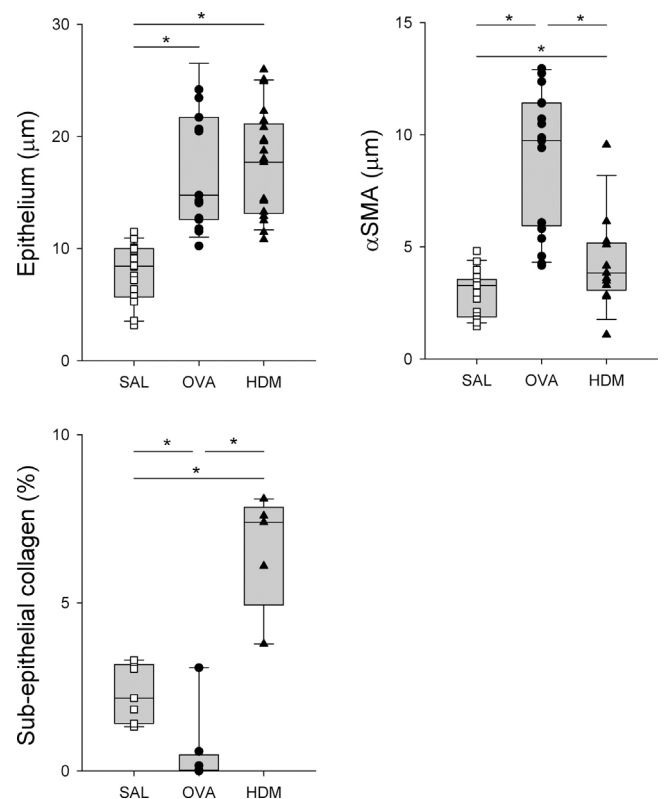 Epithelium (μm)
30
20
10
0
*
*
SAL OVA HDM
αSMA (μm)
15
10
5
0
* *
*
SAL OVA HDM
Sub-epithelial collagen (%)
10
5
0
* *
*
SAL OVA HDM